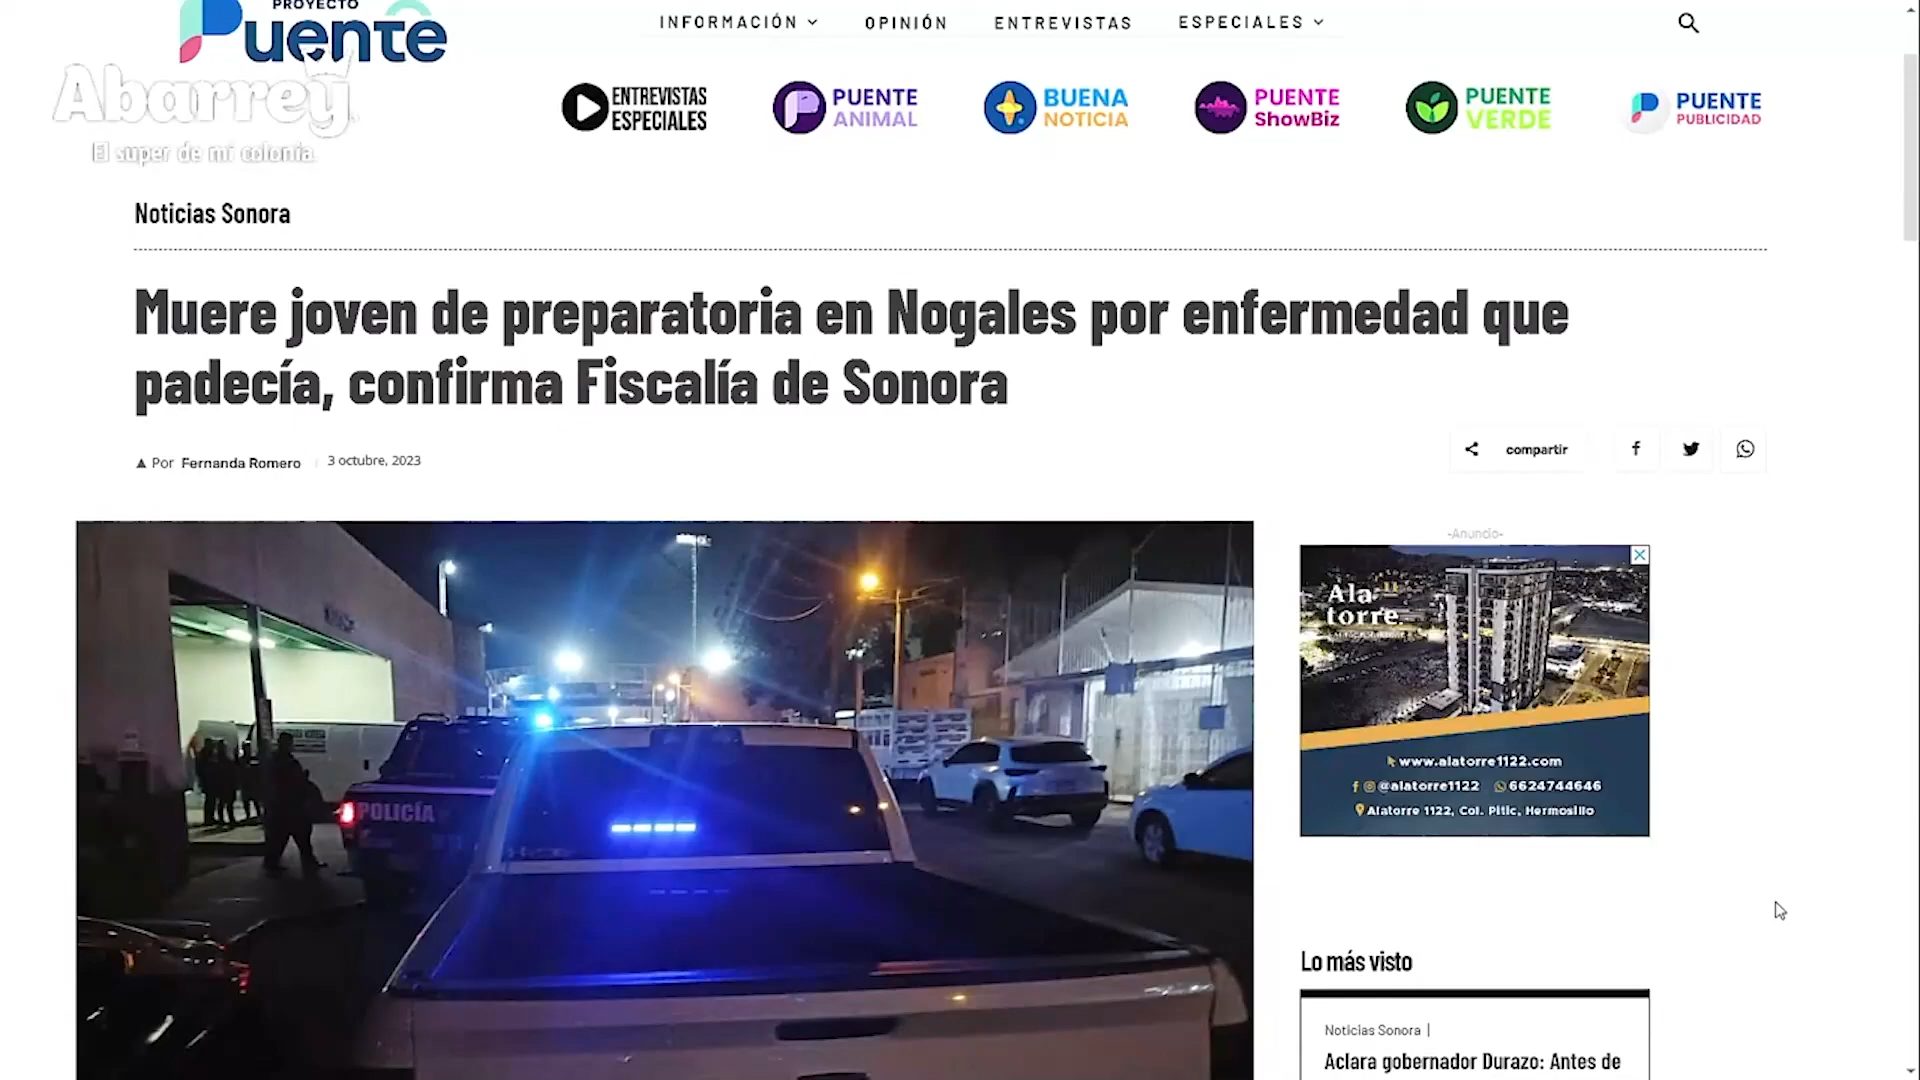 PROYECTO
Puente
INFORMACIÓN
OPINIÓN
ENTREVISTAS
ESPECIALES
Abarrey
El super de mi colonia.
ENTREVISTAS
ESPECIALES
PUENTE
ANIMAL
BUENA
NOTICIA
PUENTE
ShowBiz
PUENTE
VERDE
PUENTE
PUBLICIDAD
Noticias Sonora
Muere joven de preparatoria en Nogales por enfermedad que
padecía, confirma Fiscalía de Sonora
Por Fernanda Romero
3 octubre, 2023
compartir
POLICÍA
-Anuncio-
Ala
torre
www.alatorre1122.com
@alatorre1122 6624744646
Alatorre 1122, Col. Pitic, Hermosillo
Lo más visto
Noticias Sonora |
Aclara gobernador Durazo: Antes de